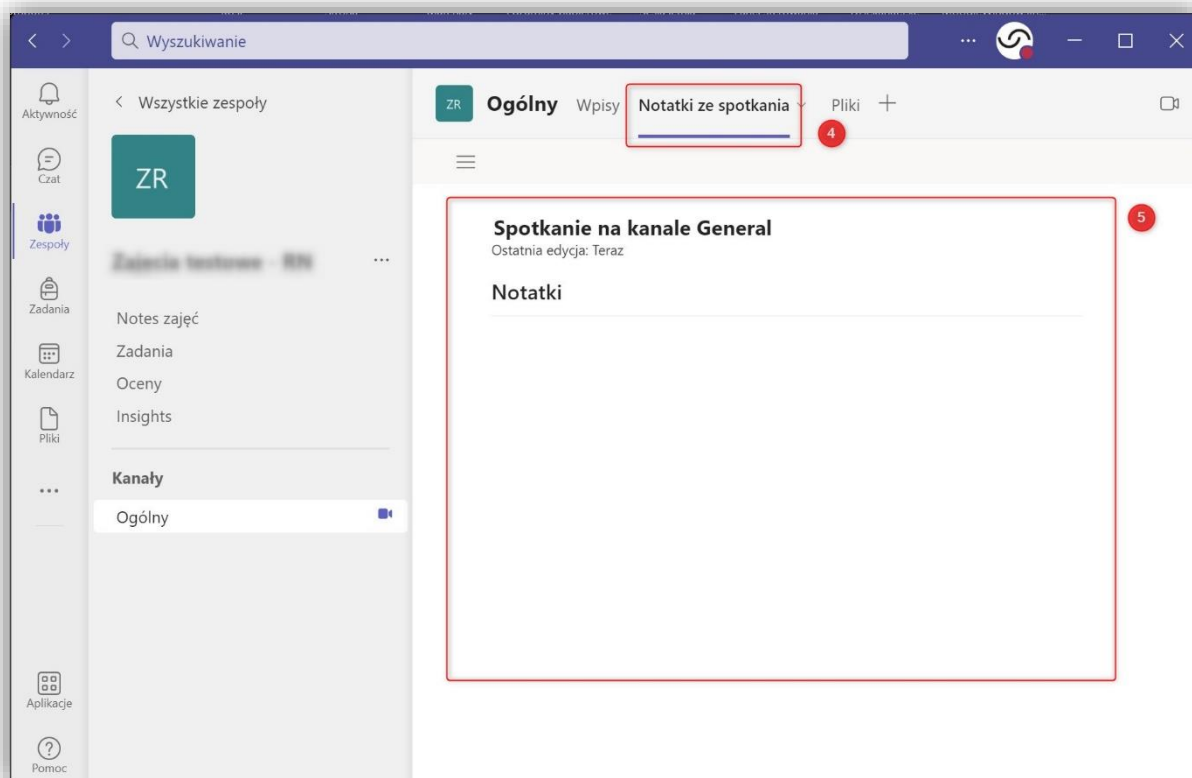 Wyszukiwanie
Aktywność
Czat
Zespoły
Zadania
Kalendarz
Pliki
Aplikacje
Pomoc
Wszystkie zespoły
ZR
Notes zajęć
Zadania
Oceny
Insights
Kanały
Ogólny
ZR Ogólny Wpisy Notatki ze spotkania Pliki
4
5
Spotkanie na kanale General
Ostatnia edycja: Teraz
Notatki